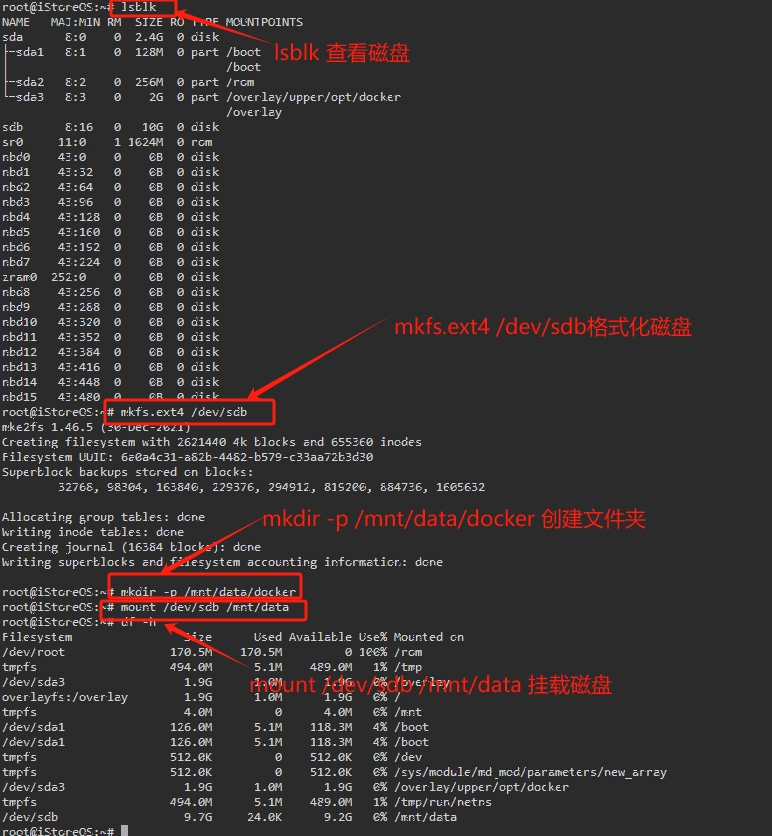 root@iStoreOS:~# lsblk
NAME MAJ:MIN RM SIZE RO TYPE MOUNTPOINTS
sda 8:0 0 2.4G 0 disk
├─sda1 8:1 0 128M 0 part /boot
lsblk 查看磁盘
/boot
├─sda2 8:2 0 256M 0 part /rom
└─sda3 8:3 0 2G 0 part /overlay/upper/opt/docker
/overlay
sdb 8:16 0 10G 0 disk
sr0 11:0 1 1024M 0 rom
nbd0 43:0 0 0B 0 disk
nbd1 43:32 0 0B 0 disk
nbd2 43:64 0 0B 0 disk
nbd3 43:96 0 0B 0 disk
nbd4 43:128 0 0B 0 disk
nbd5 43:160 0 0B 0 disk
nbd6 43:192 0 0B 0 disk
nbd7 43:224 0 0B 0 disk
zram0 252:0 0 0B 0 disk
nbd8 43:256 0 0B 0 disk
nbd9 43:288 0 0B 0 disk
nbd10 43:320 0 0B 0 disk
mkfs.ext4 /dev/sdb格式化磁盘
nbd11 43:352 0 0B 0 disk
nbd12 43:384 0 0B 0 disk
nbd13 43:416 0 0B 0 disk
nbd14 43:448 0 0B 0 disk
nbd15 43:480 0 0B 0 disk
root@iStoreOS:~# mkfs.ext4 /dev/sdb
mke2fs 1.46.5 (30-Dec-2021)
Creating filesystem with 2621440 4k blocks and 655360 inodes
Filesystem UUID: 6a0a4c31-a82b-4482-b579-c33aa72b3d30
Superblock backups stored on blocks:
32768, 98304, 163840, 229376, 294912, 819200, 884736, 1605632
Allocating group tables: done
mkdir -p /mnt/data/docker 创建文件夹
Writing inode tables: done
Creating journal (16384 blocks): done
Writing superblocks and filesystem accounting information: done
root@iStoreOS:~# mkdir -p /mnt/data/docker
root@iStoreOS:~# mount /dev/sdb /mnt/data
root@iStoreOS:~# df -h
Filesystem Size Used Available Use% Mounted on
/dev/root 170.5M 170.5M 0 100% /rom
tmpfs 494.0M 5.1M 489.0M 1% /tmp
/dev/sda3 1.9G 1.0M 1.9G 0% /overlay
mount /dev/sdb /mnt/data 挂载磁盘
overlayfs:/overlay 1.9G 1.0M 1.9G 0% /
tmpfs 4.0M 0 4.0M 0% /mnt
/dev/sda1 126.0M 5.1M 118.3M 4% /boot
/dev/sda1 126.0M 5.1M 118.3M 4% /boot
tmpfs 512.0K 0 512.0K 0% /dev
tmpfs 512.0K 0 512.0K 0% /sys/module/md_mod/parameters/new_array
/dev/sda3 1.9G 1.0M 1.9G 0% /overlay/upper/opt/docker
tmpfs 494.0M 5.1M 489.0M 1% /tmp/run/netns
/dev/sdb 9.7G 24.0K 9.2G 0% /mnt/data
root@iStoreOS:~#